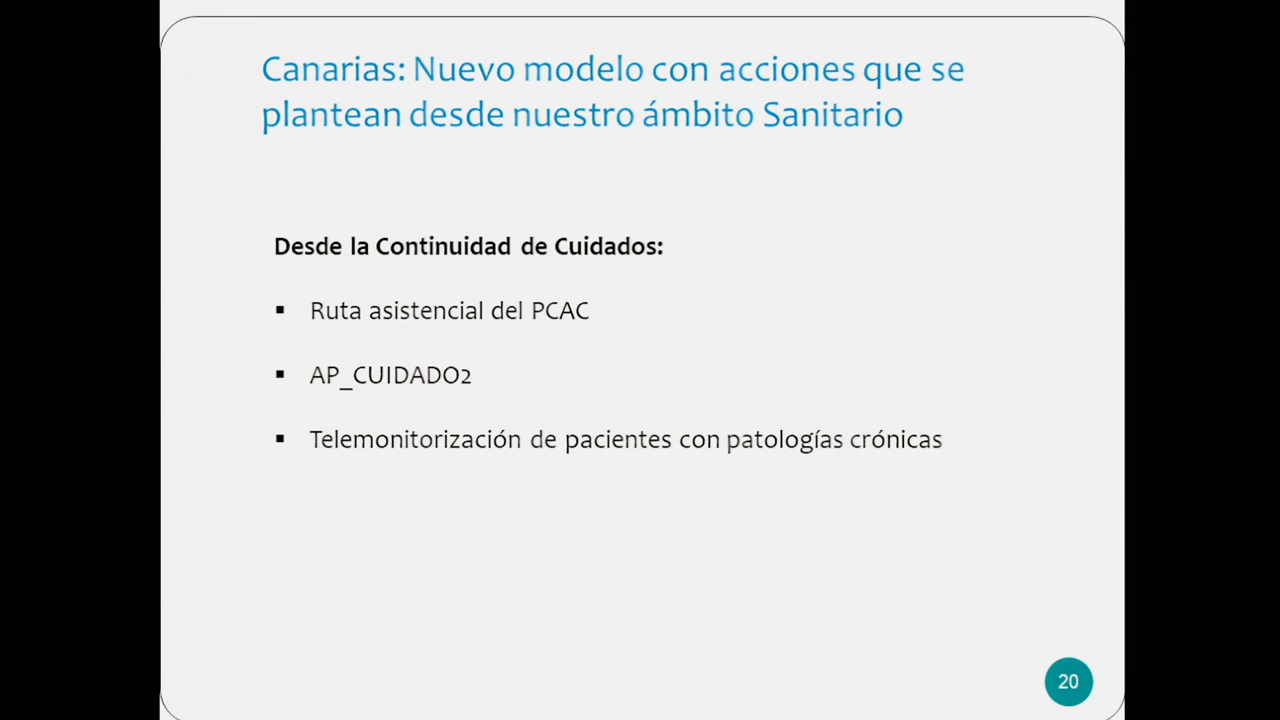 Canarias: Nuevo modelo con acciones que se
plantean desde nuestro ámbito Sanitario
Desde la Continuidad de Cuidados:
▪ Ruta asistencial del PCAC
▪ AP_CUIDADO2
▪ Telemonitorización de pacientes con patologías crónicas
20